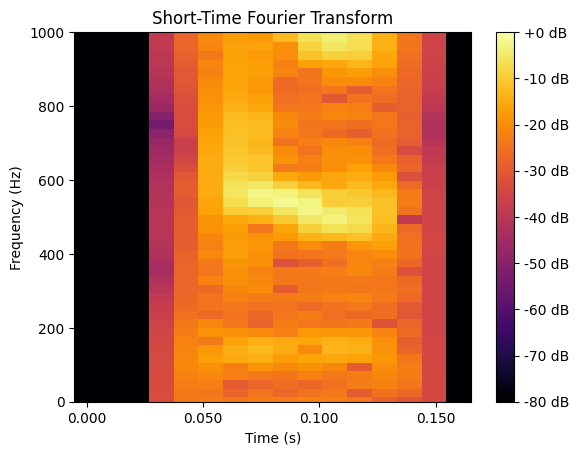 Short-Time Fourier Transform
1000
800
600
400
200
0
Frequency (Hz)
0.000
0.050
0.100
0.150
Time (s)
+0 dB
-10 dB
-20 dB
-30 dB
-40 dB
-50 dB
-60 dB
-70 dB
-80 dB